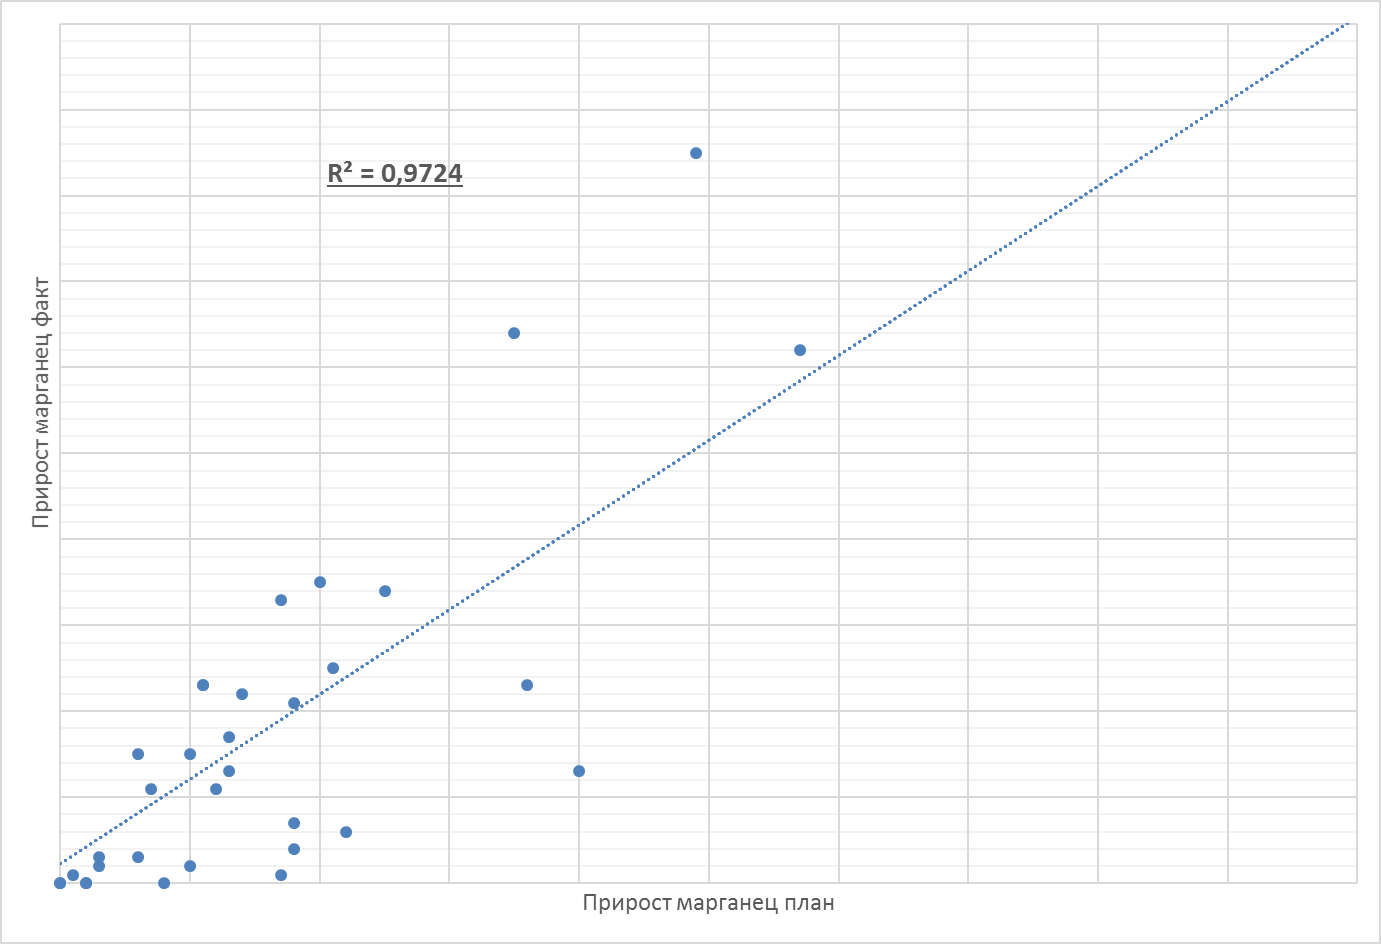 R² = 0,9724
Прирост марганец факт
Прирост марганец план